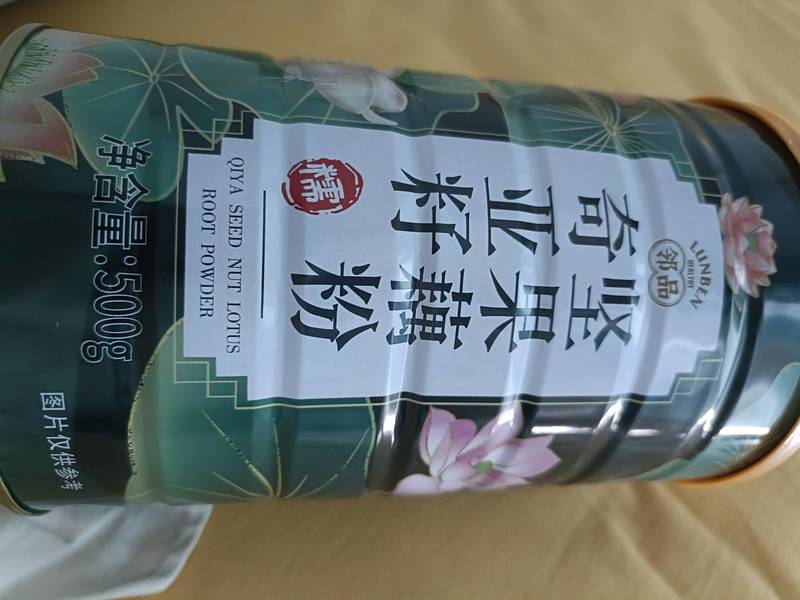 LUNBEN
HEALTHY
邻品
奇亚籽
坚果藕粉
糯
QIYA SEED NUT LOTUS
ROOT POWDER
净含量:500g
图片仅供参考